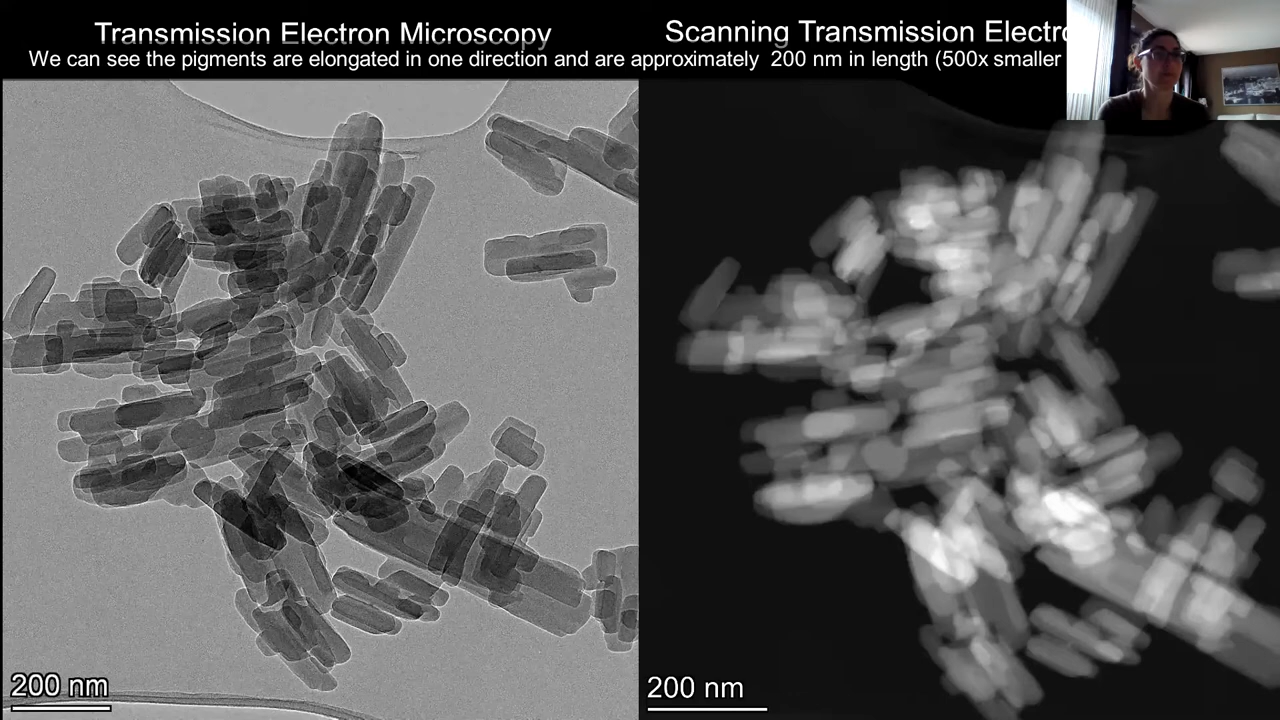 Transmission Electron Microscopy
Scanning Transmission Electro
We can see the pigments are elongated in one direction and are approximately 200 nm in length (500x smaller
200 nm
200 nm